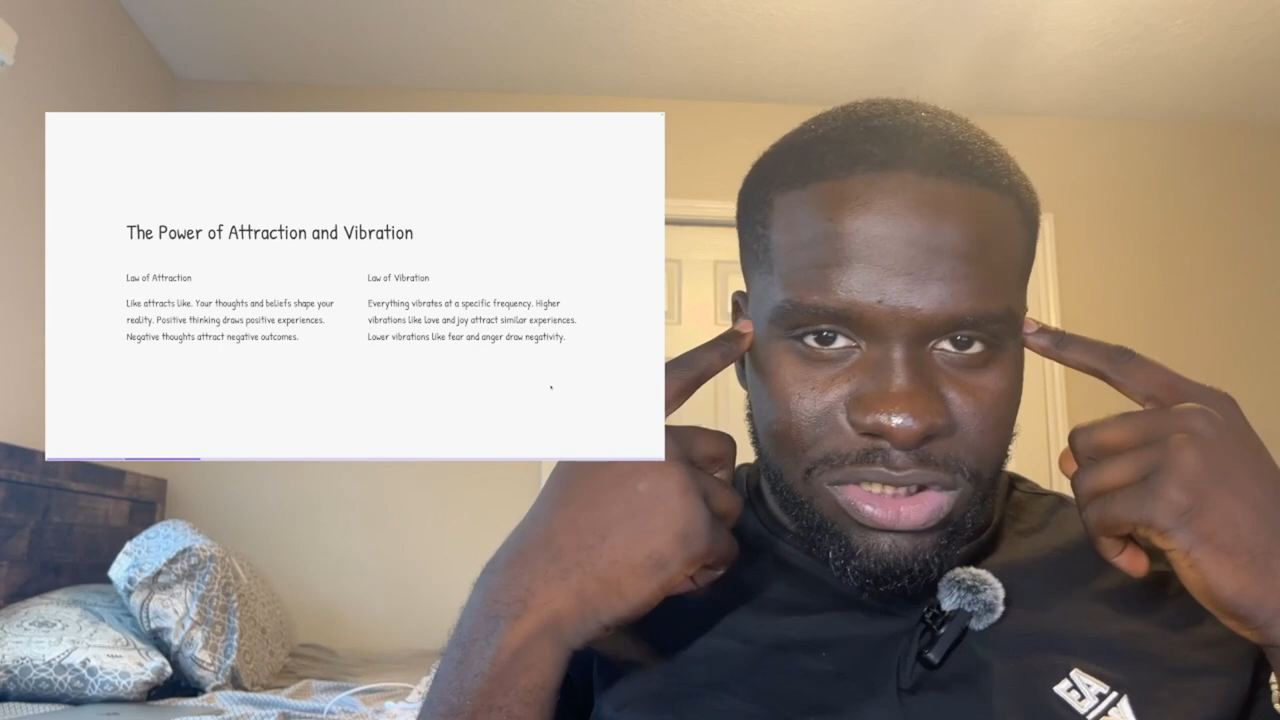 The Power of Attraction and Vibration
Law of Attraction
Like attracts like. Your thoughts and beliefs shape your
reality. Positive thinking draws positive experiences.
Negative thoughts attract negative outcomes.
Law of Vibration
Everything vibrates at a specific frequency. Higher
vibrations like love and joy attract similar experiences.
Lower vibrations like fear and anger draw negativity.
EA